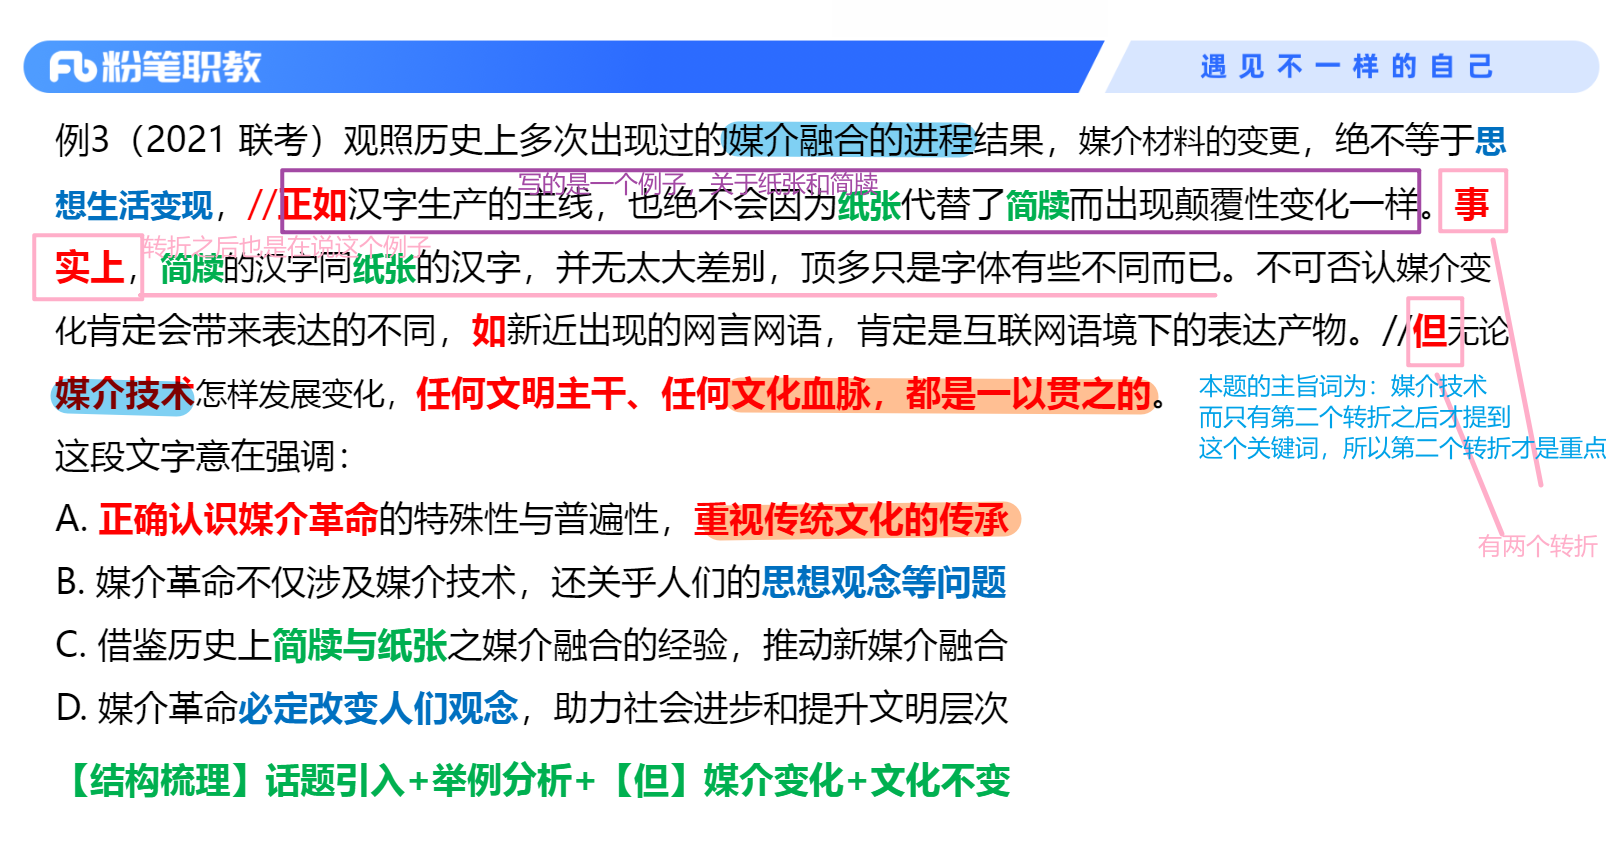 粉笔职教
遇见不一样的自己
例3（2021 联考）观照历史上多次出现过的媒介融合的进程结果，媒介材料的变更，绝不等于思
写的是一个例子，关于纸张和简牍
想生活变现，//正如汉字生产的主线，也绝不会因为纸张代替了简牍而出现颠覆性变化一样。事
转折之后也是在说这个例子
实上，简牍的汉字同纸张的汉字，并无太大差别，顶多只是字体有些不同而已。不可否认媒介变
化肯定会带来表达的不同，如新近出现的网言网语，肯定是互联网语境下的表达产物。//但无论
媒介技术怎样发展变化，任何文明主干、任何文化血脉，都是一以贯之的。
本题的主旨词为：媒介技术
而只有第二个转折之后才提到
这个关键词，所以第二个转折才是重点
这段文字意在强调：
A. 正确认识媒介革命的特殊性与普遍性，重视传统文化的传承
有两个转折
B. 媒介革命不仅涉及媒介技术，还关乎人们的思想观念等问题
C. 借鉴历史上简牍与纸张之媒介融合的经验，推动新媒介融合
D. 媒介革命必定改变人们观念，助力社会进步和提升文明层次
【结构梳理】话题引入+举例分析+【但】媒介变化+文化不变